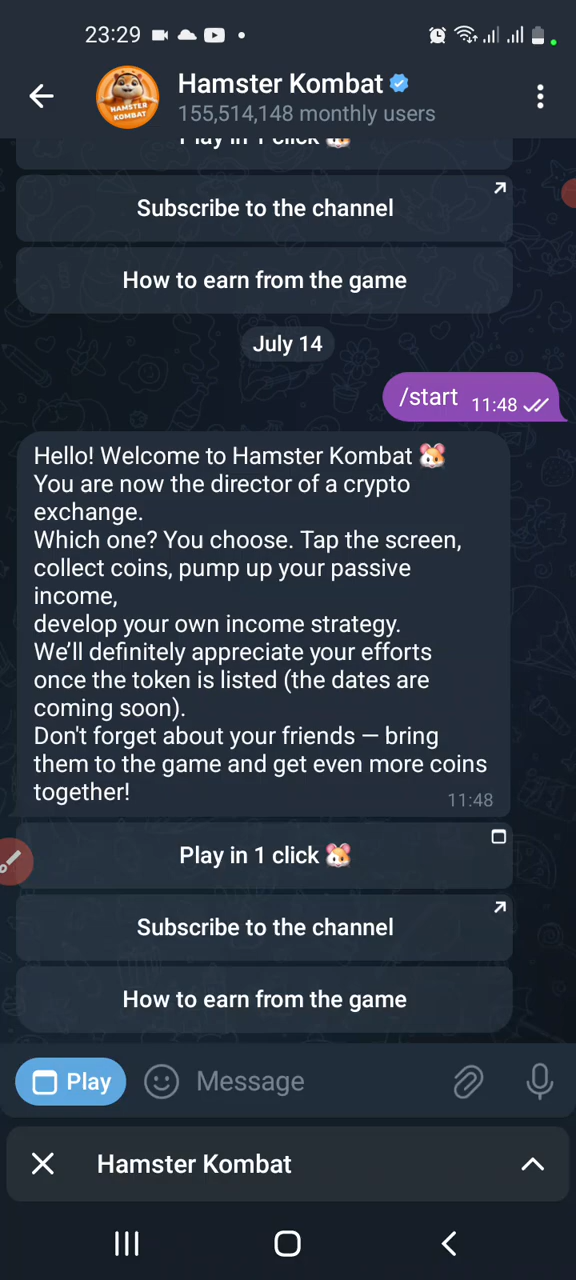 23:29
Hamster Kombat
155,514,148 monthly users
Play in 1 click 🐹
Subscribe to the channel
How to earn from the game
July 14
/start 11:48
Hello! Welcome to Hamster Kombat 🐹
You are now the director of a crypto
exchange.
Which one? You choose. Tap the screen,
collect coins, pump up your passive
income,
develop your own income strategy.
We’ll definitely appreciate your efforts
once the token is listed (the dates are
coming soon).
Don't forget about your friends — bring
them to the game and get even more coins
together!
11:48
Play in 1 click 🐹
Subscribe to the channel
How to earn from the game
Play
Message
Hamster Kombat